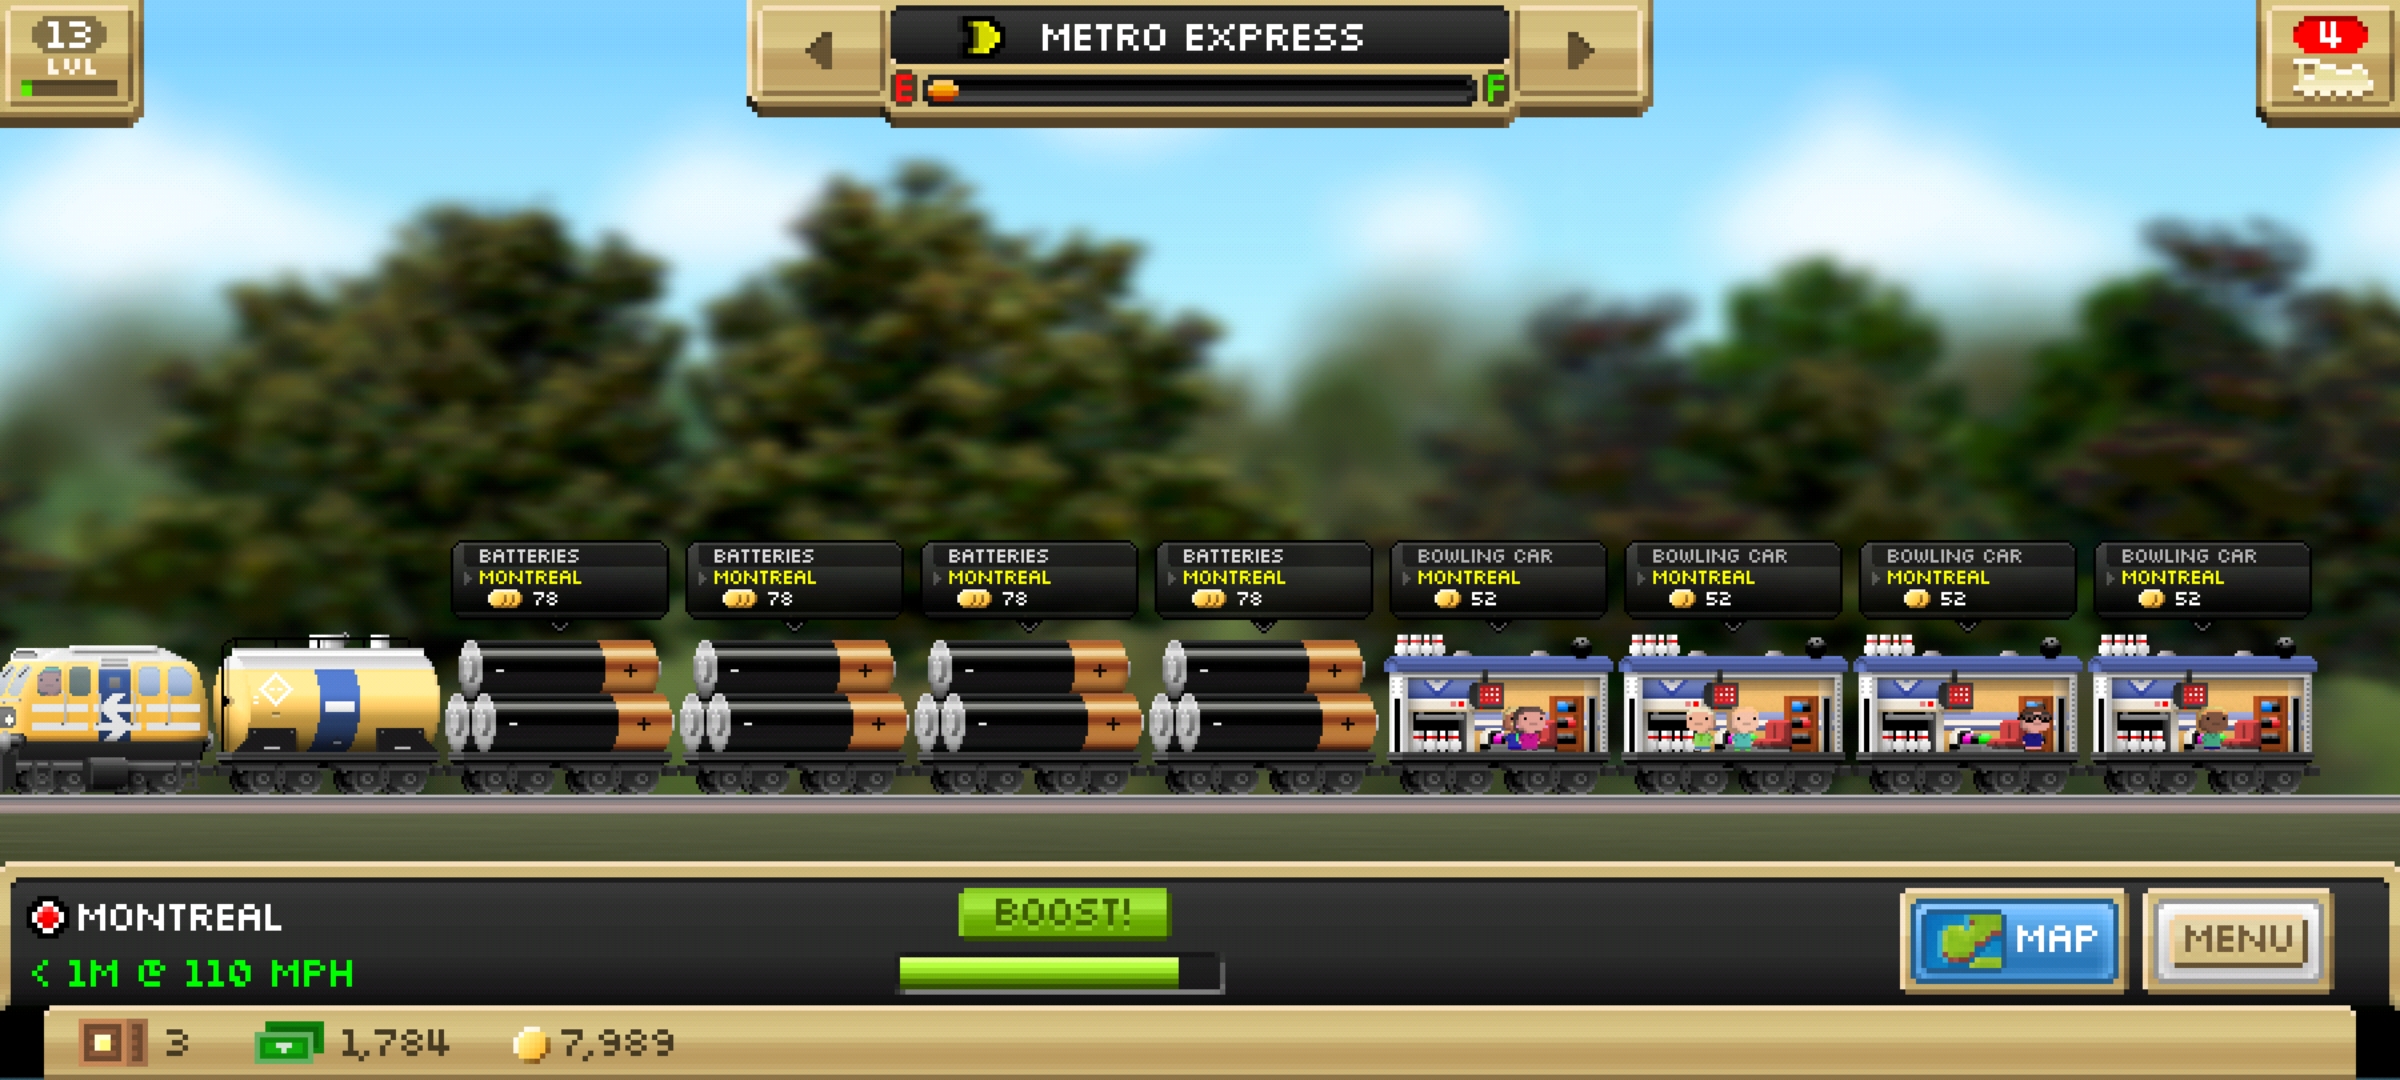 13
LVL
METRO EXPRESS
E F
4
BATTERIES
MONTREAL
78
BATTERIES
MONTREAL
78
BATTERIES
MONTREAL
78
BATTERIES
MONTREAL
78
BOWLING CAR
MONTREAL
52
BOWLING CAR
MONTREAL
52
BOWLING CAR
MONTREAL
52
BOWLING CAR
MONTREAL
52
- +
- +
- +
- +
- +
- +
- +
- +
MONTREAL
< 1M @ 110 MPH
BOOST!
MAP
MENU
3
1,784
7,989